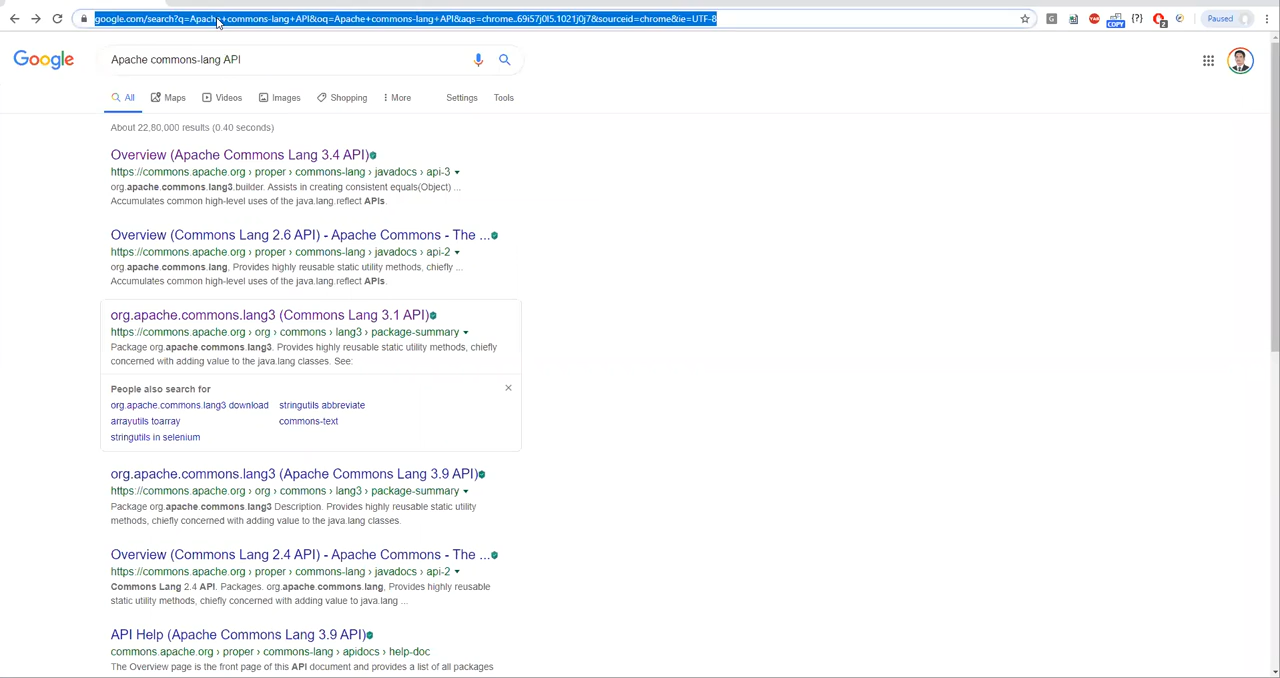 google.com/search?q=Apache+commons-lang+API&oq=Apache+commons-lang+API&aqs=chrome..69i57j0l5.1021j0j7&sourceid=chrome&ie=UTF-8
COPY
{?}
2
Paused
Google
Apache commons-lang API
All
Maps
Videos
Images
Shopping
More
Settings
Tools
About 22,80,000 results (0.40 seconds)
Overview (Apache Commons Lang 3.4 API)
https://commons.apache.org › proper › commons-lang › javadocs › api-3
org.apache.commons.lang3.builder. Assists in creating consistent equals(Object) ...
Accumulates common high-level uses of the java.lang.reflect APIs.
Overview (Commons Lang 2.6 API) - Apache Commons - The ...
https://commons.apache.org › proper › commons-lang › javadocs › api-2
org.apache.commons.lang, Provides highly reusable static utility methods, chiefly ...
Accumulates common high-level uses of the java.lang.reflect APIs.
org.apache.commons.lang3 (Commons Lang 3.1 API)
https://commons.apache.org › org › commons › lang3 › package-summary
Package org.apache.commons.lang3. Provides highly reusable static utility methods, chiefly
concerned with adding value to the java.lang classes. See:
People also search for
org.apache.commons.lang3 download
stringutils abbreviate
arrayutils toarray
commons-text
stringutils in selenium
org.apache.commons.lang3 (Apache Commons Lang 3.9 API)
https://commons.apache.org › org › commons › lang3 › package-summary
Package org.apache.commons.lang3 Description. Provides highly reusable static utility
methods, chiefly concerned with adding value to the java.lang classes.
Overview (Commons Lang 2.4 API) - Apache Commons - The ...
https://commons.apache.org › proper › commons-lang › javadocs › api-2
Commons Lang 2.4 API. Packages. org.apache.commons.lang, Provides highly reusable
static utility methods, chiefly concerned with adding value to java.lang ...
API Help (Apache Commons Lang 3.9 API)
commons.apache.org › proper › commons-lang › apidocs › help-doc
The Overview page is the front page of this API document and provides a list of all packages